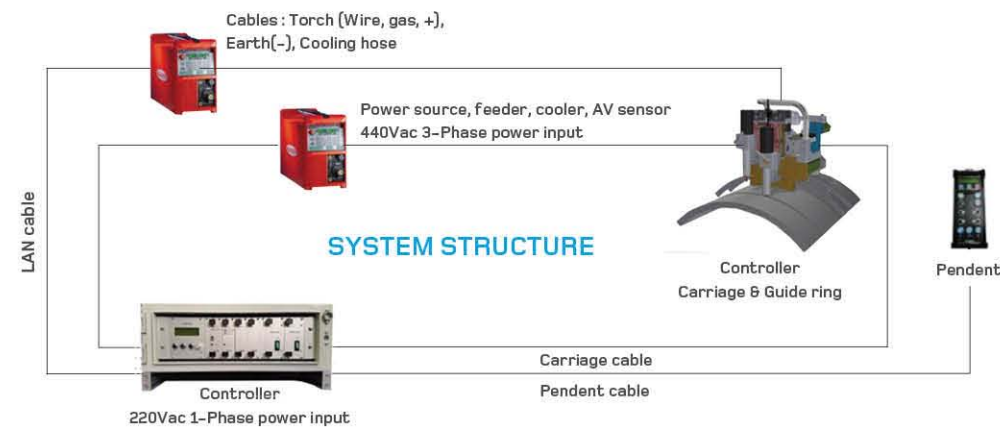 Cables : Torch (Wire, gas, +),
Earth(-), Cooling hose
Power source, feeder, cooler, AV sensor
440Vac 3-Phase power input
LAN cable
SYSTEM STRUCTURE
Controller
Carriage & Guide ring
Pendent
Carriage cable
Pendent cable
Controller
220Vac 1-Phase power input